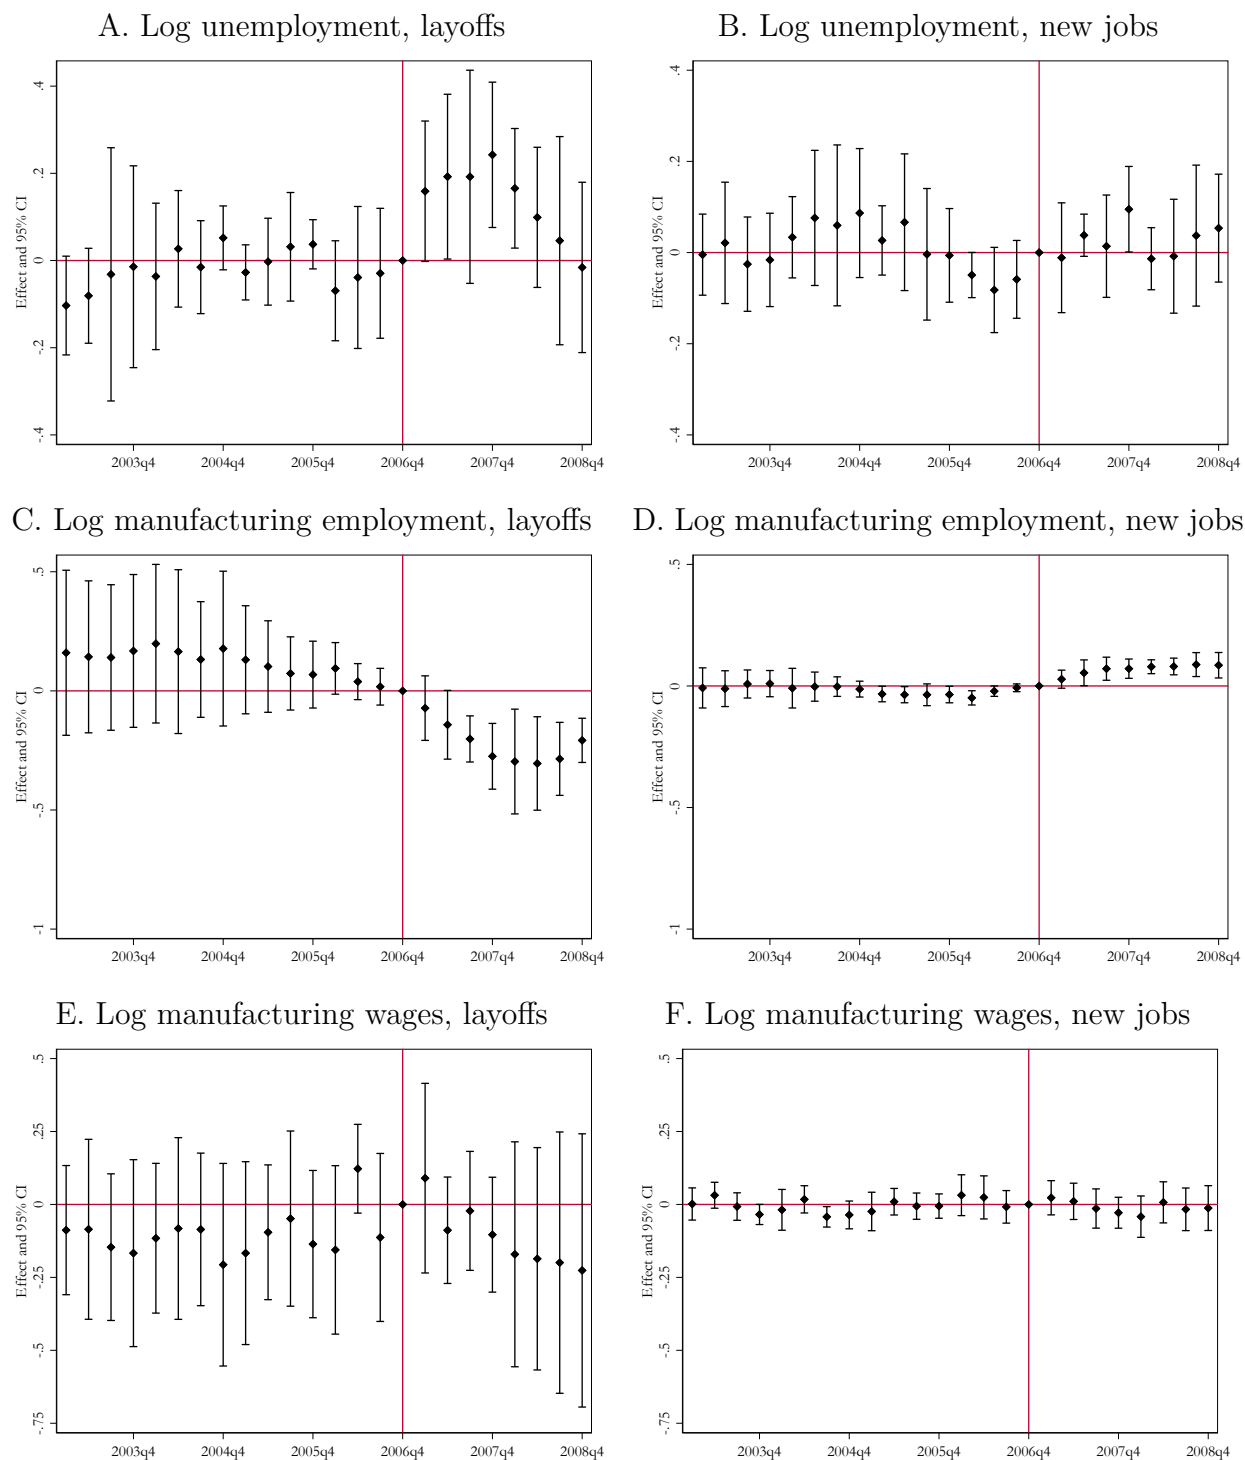 A. Log unemployment, layoffs
B. Log unemployment, new jobs
Effect and 95% CI
.4
.2
0
-.2
-.4
2003q4 2004q4 2005q4 2006q4 2007q4 2008q4
Effect and 95% CI
.4
.2
0
-.2
-.4
2003q4 2004q4 2005q4 2006q4 2007q4 2008q4
C. Log manufacturing employment, layoffs
D. Log manufacturing employment, new jobs
Effect and 95% CI
.5
0
-.5
-1
2003q4 2004q4 2005q4 2006q4 2007q4 2008q4
Effect and 95% CI
.5
0
-.5
-1
2003q4 2004q4 2005q4 2006q4 2007q4 2008q4
E. Log manufacturing wages, layoffs
F. Log manufacturing wages, new jobs
Effect and 95% CI
.5
.25
0
-.25
-.5
-.75
2003q4 2004q4 2005q4 2006q4 2007q4 2008q4
Effect and 95% CI
.5
.25
0
-.25
-.5
-.75
2003q4 2004q4 2005q4 2006q4 2007q4 2008q4